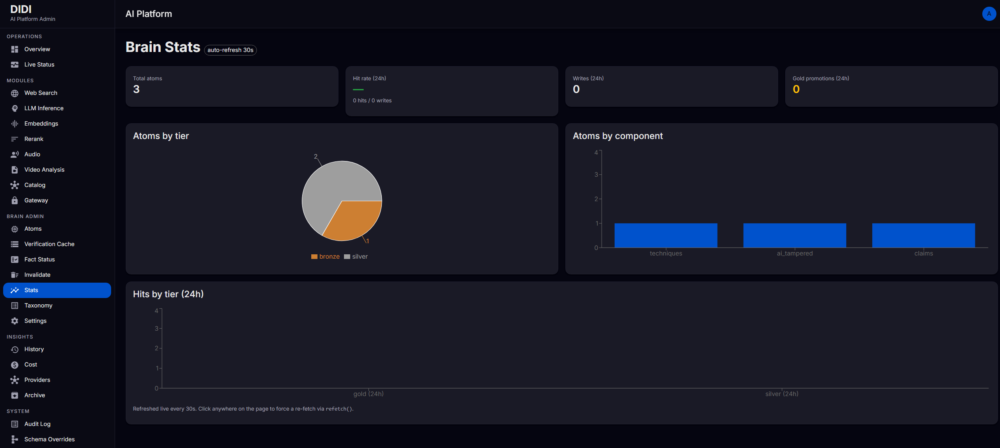 DIDI
AI Platform Admin
OPERATIONS
Overview
Live Status
MODULES
Web Search
LLM Inference
Embeddings
Rerank
Audio
Video Analysis
Catalog
Gateway
BRAIN ADMIN
Atoms
Verification Cache
Fact Status
Invalidate
Stats
Taxonomy
Settings
INSIGHTS
History
Cost
Providers
Archive
SYSTEM
Audit Log
Schema Overrides
AI Platform
A
Brain Stats auto-refresh 30s
Total atoms
3
Hit rate (24h)
—
0 hits / 0 writes
Writes (24h)
0
Gold promotions (24h)
0
Atoms by tier
2
1
bronze silver
Atoms by component
4
3
2
1
0
techniques ai_tampered claims
Hits by tier (24h)
4
3
2
1
0
gold (24h) silver (24h)
Refreshed live every 30s. Click anywhere on the page to force a re-fetch via refetch().